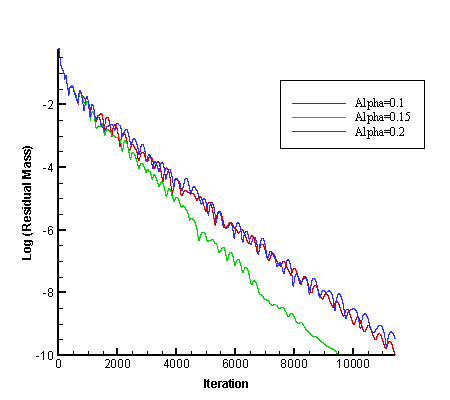 Alpha=0.1
Alpha=0.15
Alpha=0.2
-2
-4
-6
-8
-10
Log (Residual Mass)
0 2000 4000 6000 8000 10000
Iteration